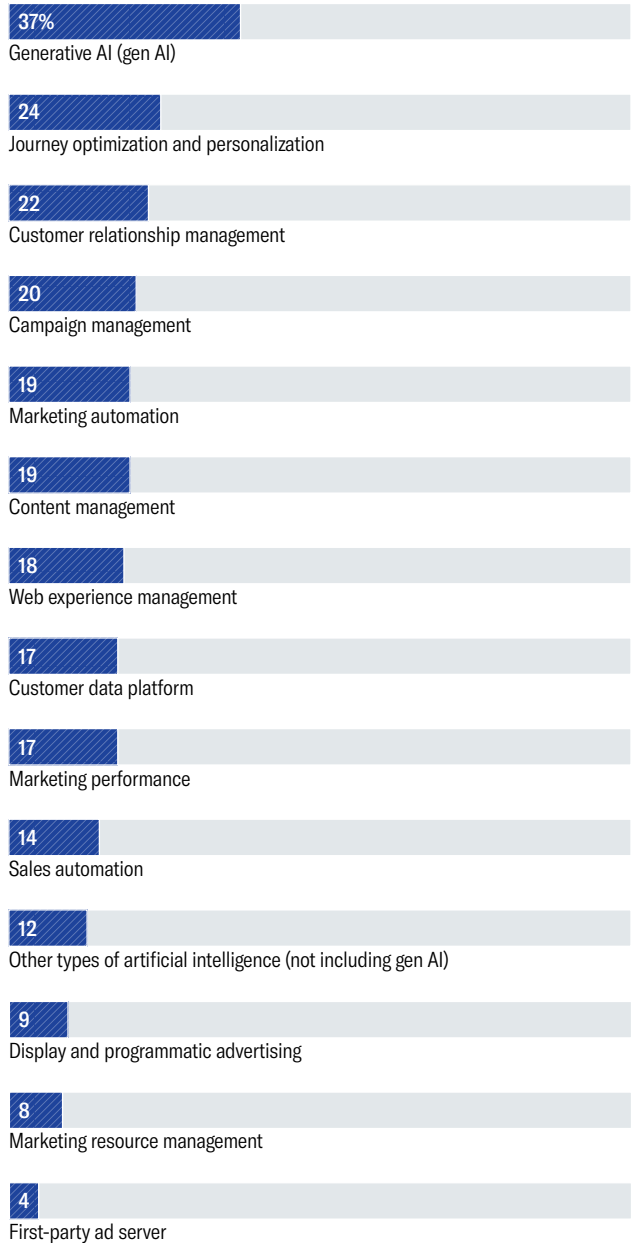 37%
Generative AI (gen AI)
24
Journey optimization and personalization
22
Customer relationship management
20
Campaign management
19
Marketing automation
19
Content management
18
Web experience management
17
Customer data platform
17
Marketing performance
14
Sales automation
12
Other types of artificial intelligence (not including gen AI)
9
Display and programmatic advertising
8
Marketing resource management
4
First-party ad server